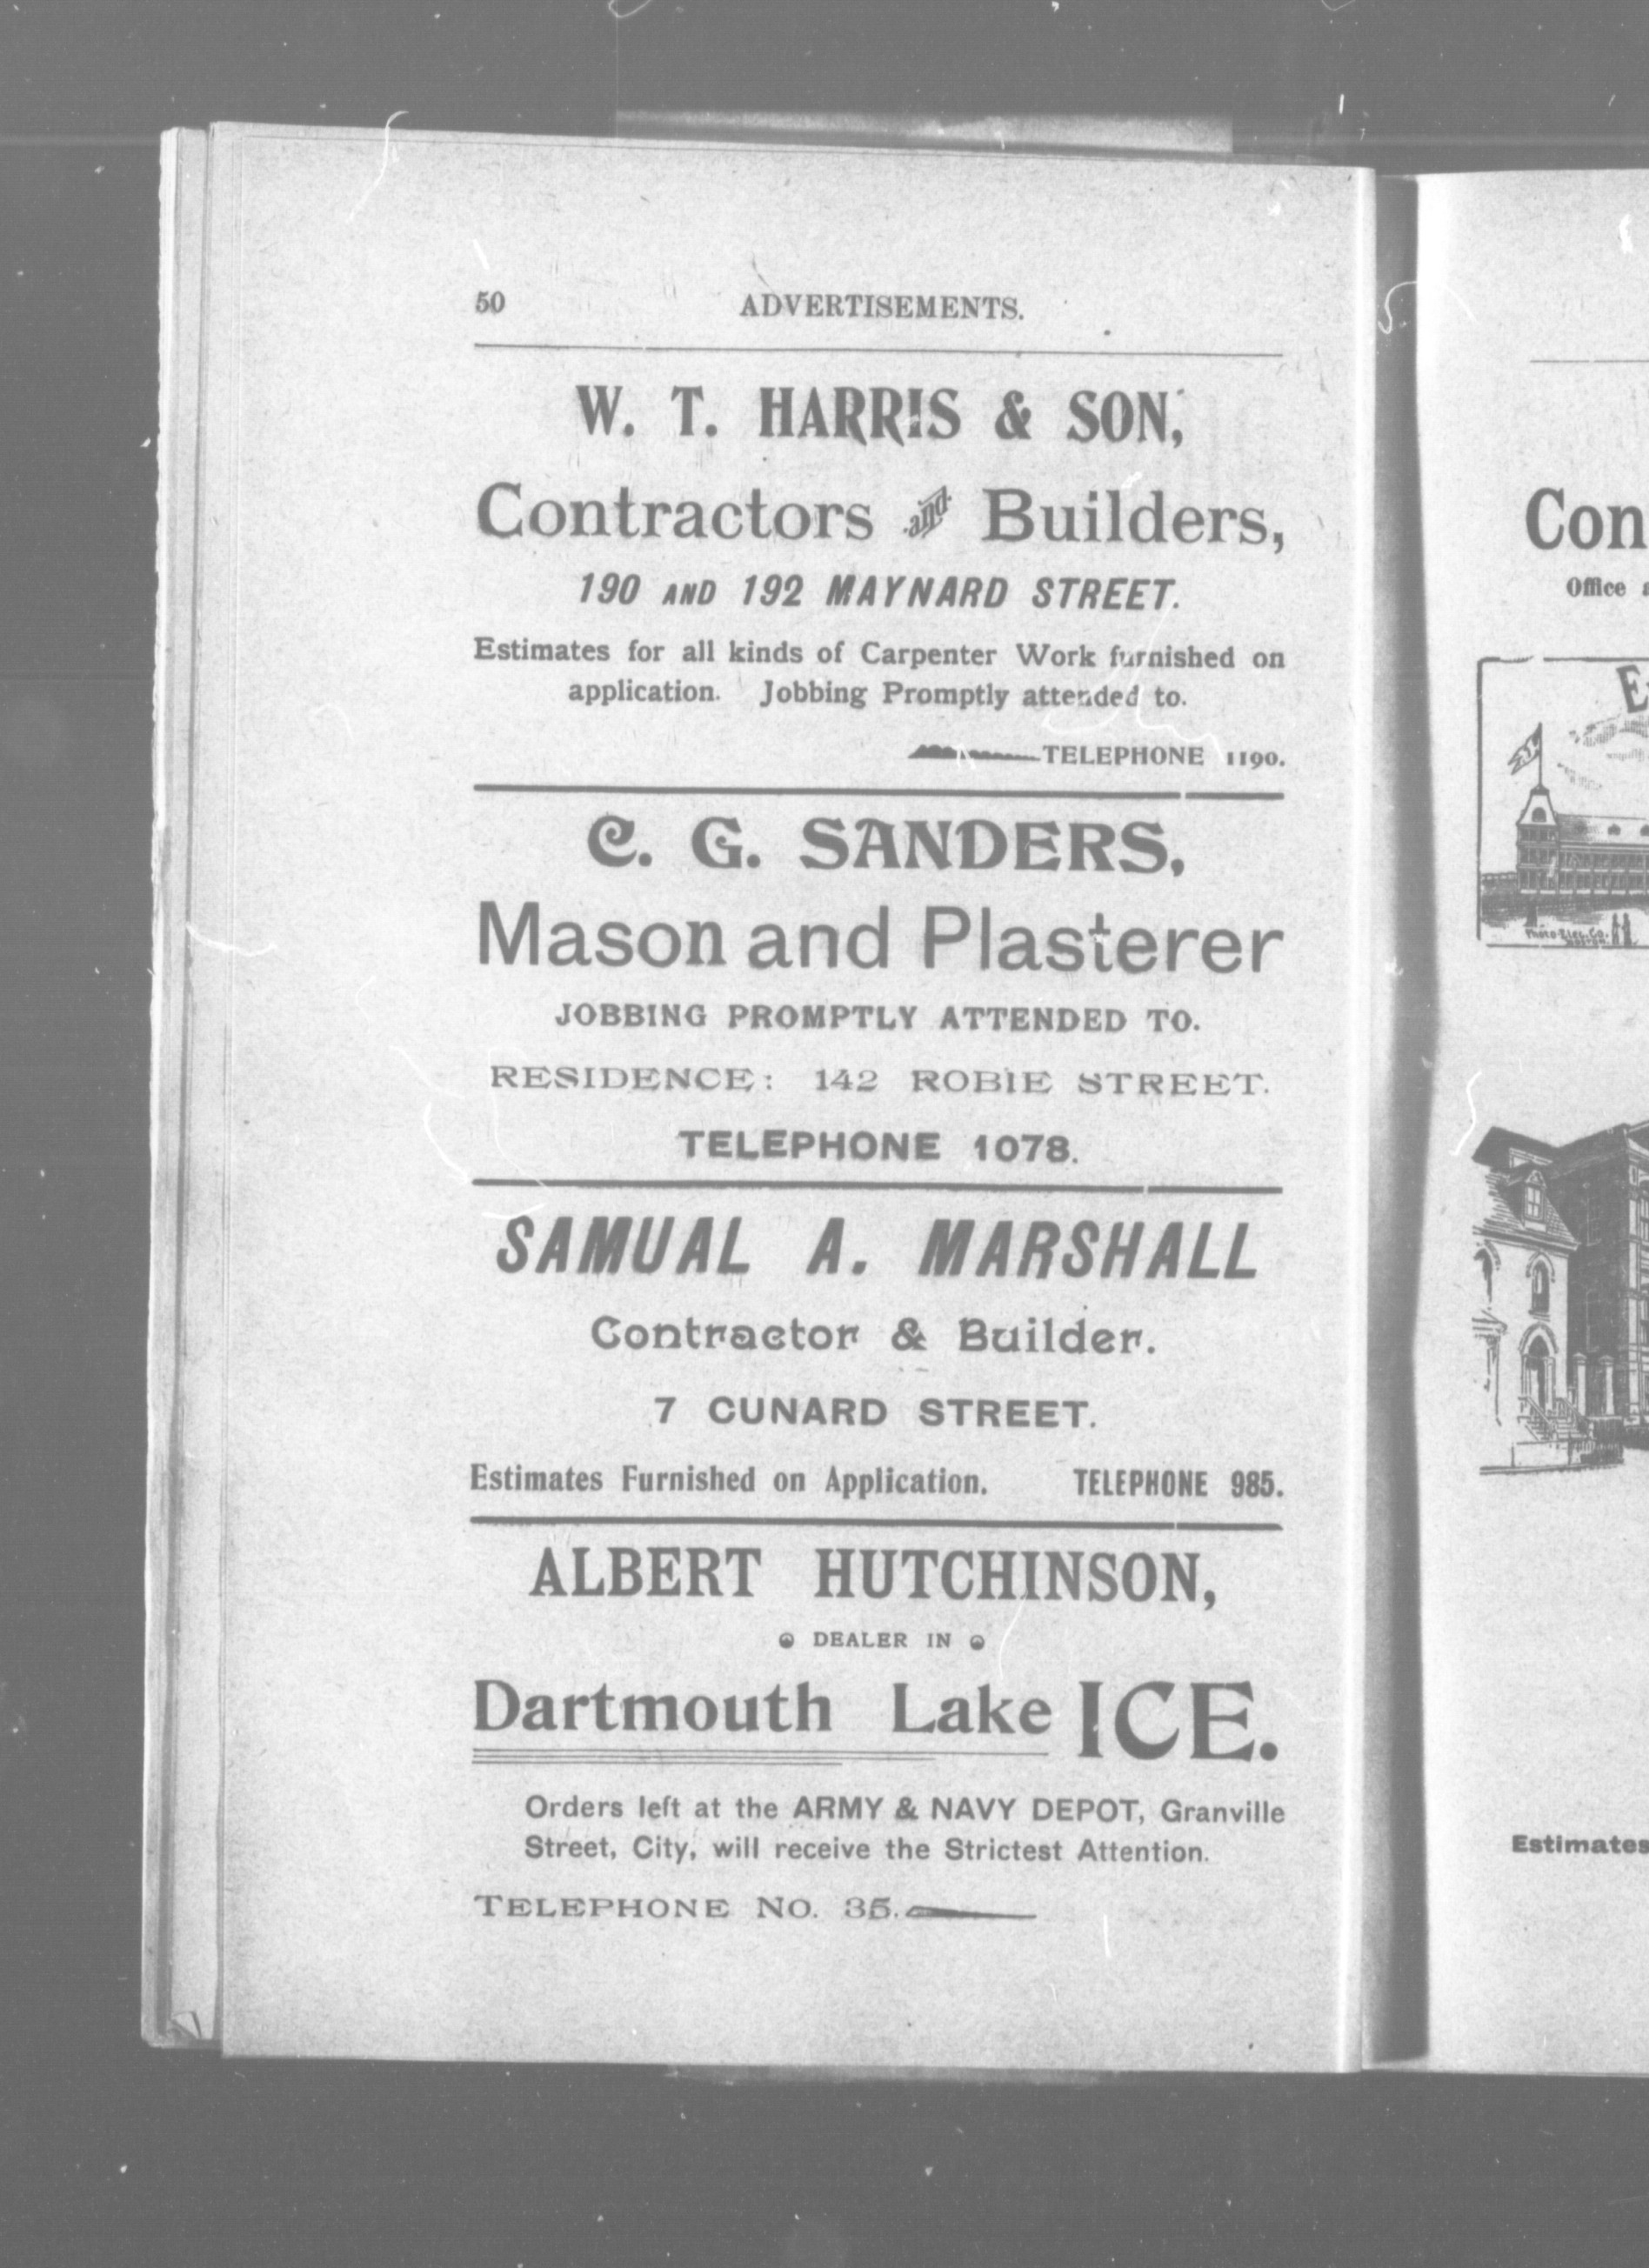 50 ADVERTISEMENTS.
W. T. HARRIS & SON,
Contractors and Builders,
190 AND 192 MAYNARD STREET.
Estimates for all kinds of Carpenter Work furnished on
application. Jobbing Promptly attended to.
TELEPHONE 1190.
C. G. SANDERS,
Mason and Plasterer
JOBBING PROMPTLY ATTENDED TO.
RESIDENCE: 142 ROBIE STREET.
TELEPHONE 1078.
SAMUAL A. MARSHALL
Contractor & Builder.
7 CUNARD STREET.
Estimates Furnished on Application. TELEPHONE 985.
ALBERT HUTCHINSON,
DEALER IN
Dartmouth Lake ICE.
Orders left at the ARMY & NAVY DEPOT, Granville
Street, City, will receive the Strictest Attention.
TELEPHONE NO. 35.
Con
Office
Estimates